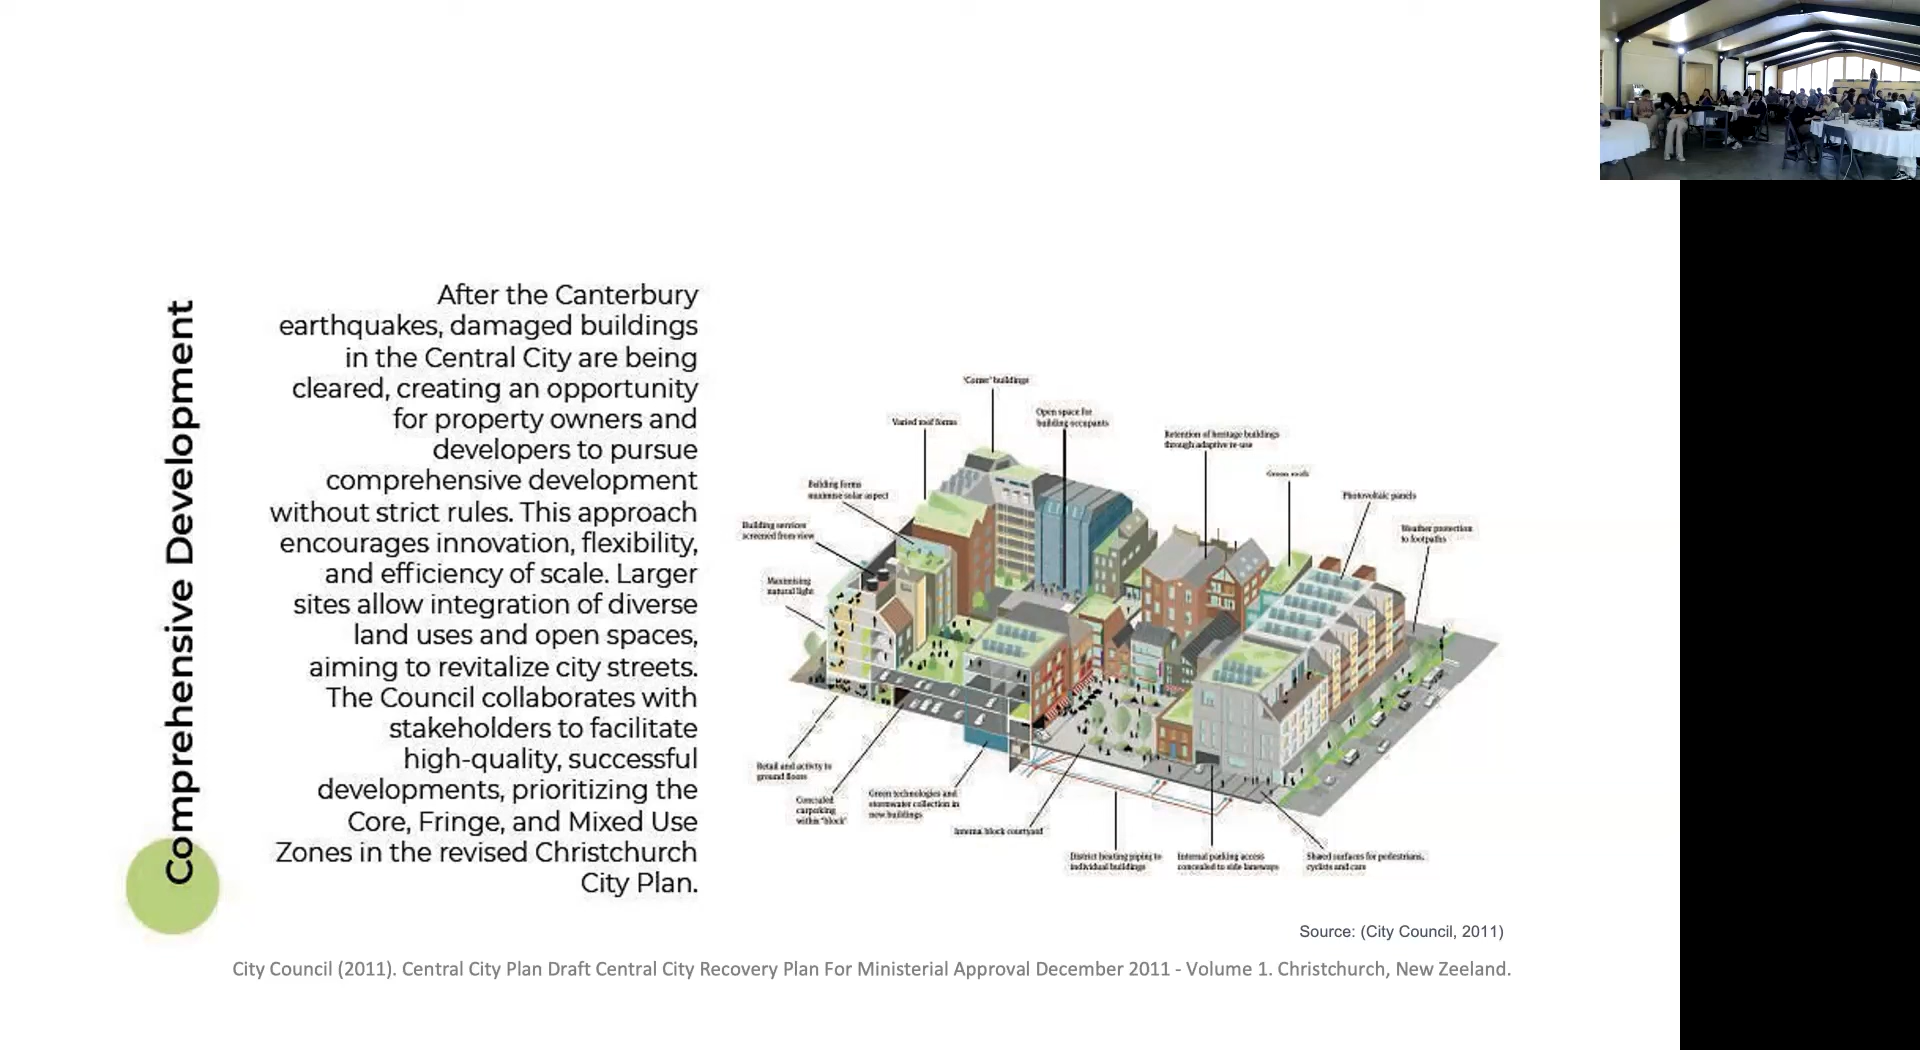 Comprehensive Development
After the Canterbury
earthquakes, damaged buildings
in the Central City are being
cleared, creating an opportunity
for property owners and
developers to pursue
comprehensive development
without strict rules. This approach
encourages innovation, flexibility,
and efficiency of scale. Larger
sites allow integration of diverse
land uses and open spaces,
aiming to revitalize city streets.
The Council collaborates with
stakeholders to facilitate
high-quality, successful
developments, prioritizing the
Core, Fringe, and Mixed Use
Zones in the revised Christchurch
City Plan.
'Corner' buildings
Varied roof forms
Open space for
building occupants
Retention of heritage buildings
through adaptive re-use
Green roofs
Photovoltaic panels
Weather protection
to footpaths
Building forms
maximise solar aspect
Building services
screened from view
Maximising
natural light
Retail and activity to
ground floors
Concealed
carparking
within "block"
Green technologies and
stormwater collection in
new buildings
Internal block courtyard
District heating piping to
individual buildings
Internal parking access
concealed to side laneways
Shared surfaces for pedestrians,
cyclists and cars
Source: (City Council, 2011)
City Council (2011). Central City Plan Draft Central City Recovery Plan For Ministerial Approval December 2011 - Volume 1. Christchurch, New Zeeland.